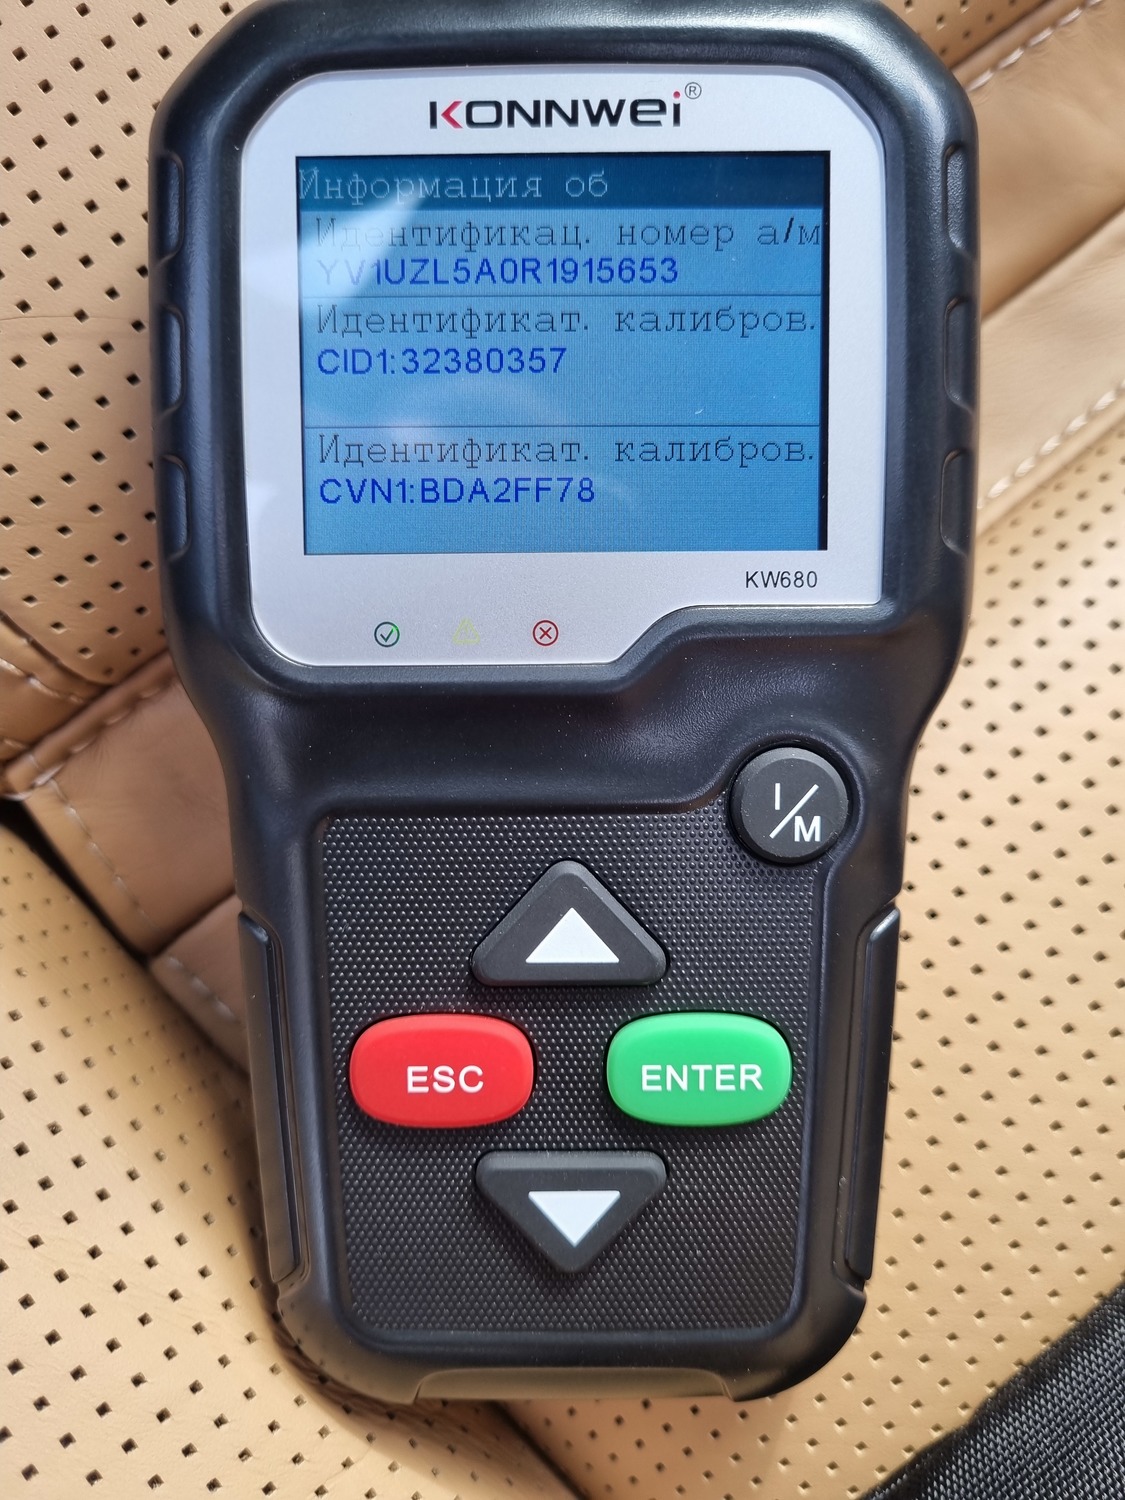 KONNWEI®
Информация об
Идентификац. номер а/м
YV1UZL5A0R1915653
Идентификат. калибров.
CID1:32380357
Идентификат. калибров.
CVN1:BDA2FF78
KW680
I/M
ESC
ENTER